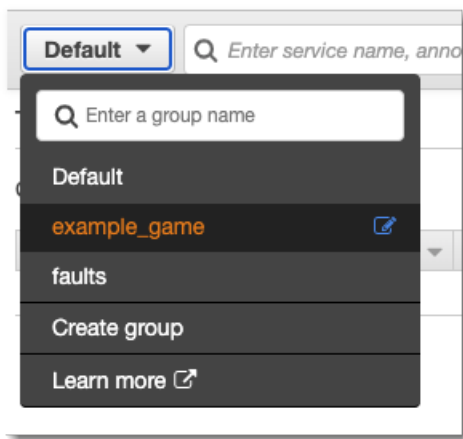 Default
Enter service name, anno
Enter a group name
Default
example_game
faults
Create group
Learn more